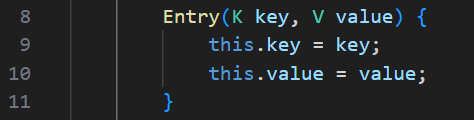 8 Entry(K key, V value) {
9 this.key = key;
10 this.value = value;
11 }